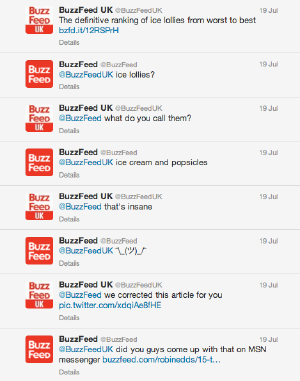 BuzzFeed UK @BuzzFeedUK 19 Jul
The definitive ranking of ice lollies from worst to best
bzfd.it/12RSPrH
Details
BuzzFeed @BuzzFeed 19 Jul
@BuzzFeedUK ice lollies?
Details
BuzzFeed UK @BuzzFeedUK 19 Jul
@BuzzFeed what do you call them?
Details
BuzzFeed @BuzzFeed 19 Jul
@BuzzFeedUK ice cream and popsicles
Details
BuzzFeed UK @BuzzFeedUK 19 Jul
@BuzzFeed that's insane
Details
BuzzFeed @BuzzFeed 19 Jul
@BuzzFeedUK ¯\_(ツ)_/¯
Details
BuzzFeed UK @BuzzFeedUK 19 Jul
@BuzzFeed we corrected this article for you
pic.twitter.com/xdqiAe8fHE
Details
BuzzFeed @BuzzFeed 19 Jul
@BuzzFeedUK did you guys come up with that on MSN
messenger buzzfeed.com/robinedds/15-t…
Details
Buzz
Feed
UK
Buzz
Feed
Buzz
Feed
UK
Buzz
Feed
Buzz
Feed
UK
Buzz
Feed
Buzz
Feed
UK
Buzz
Feed